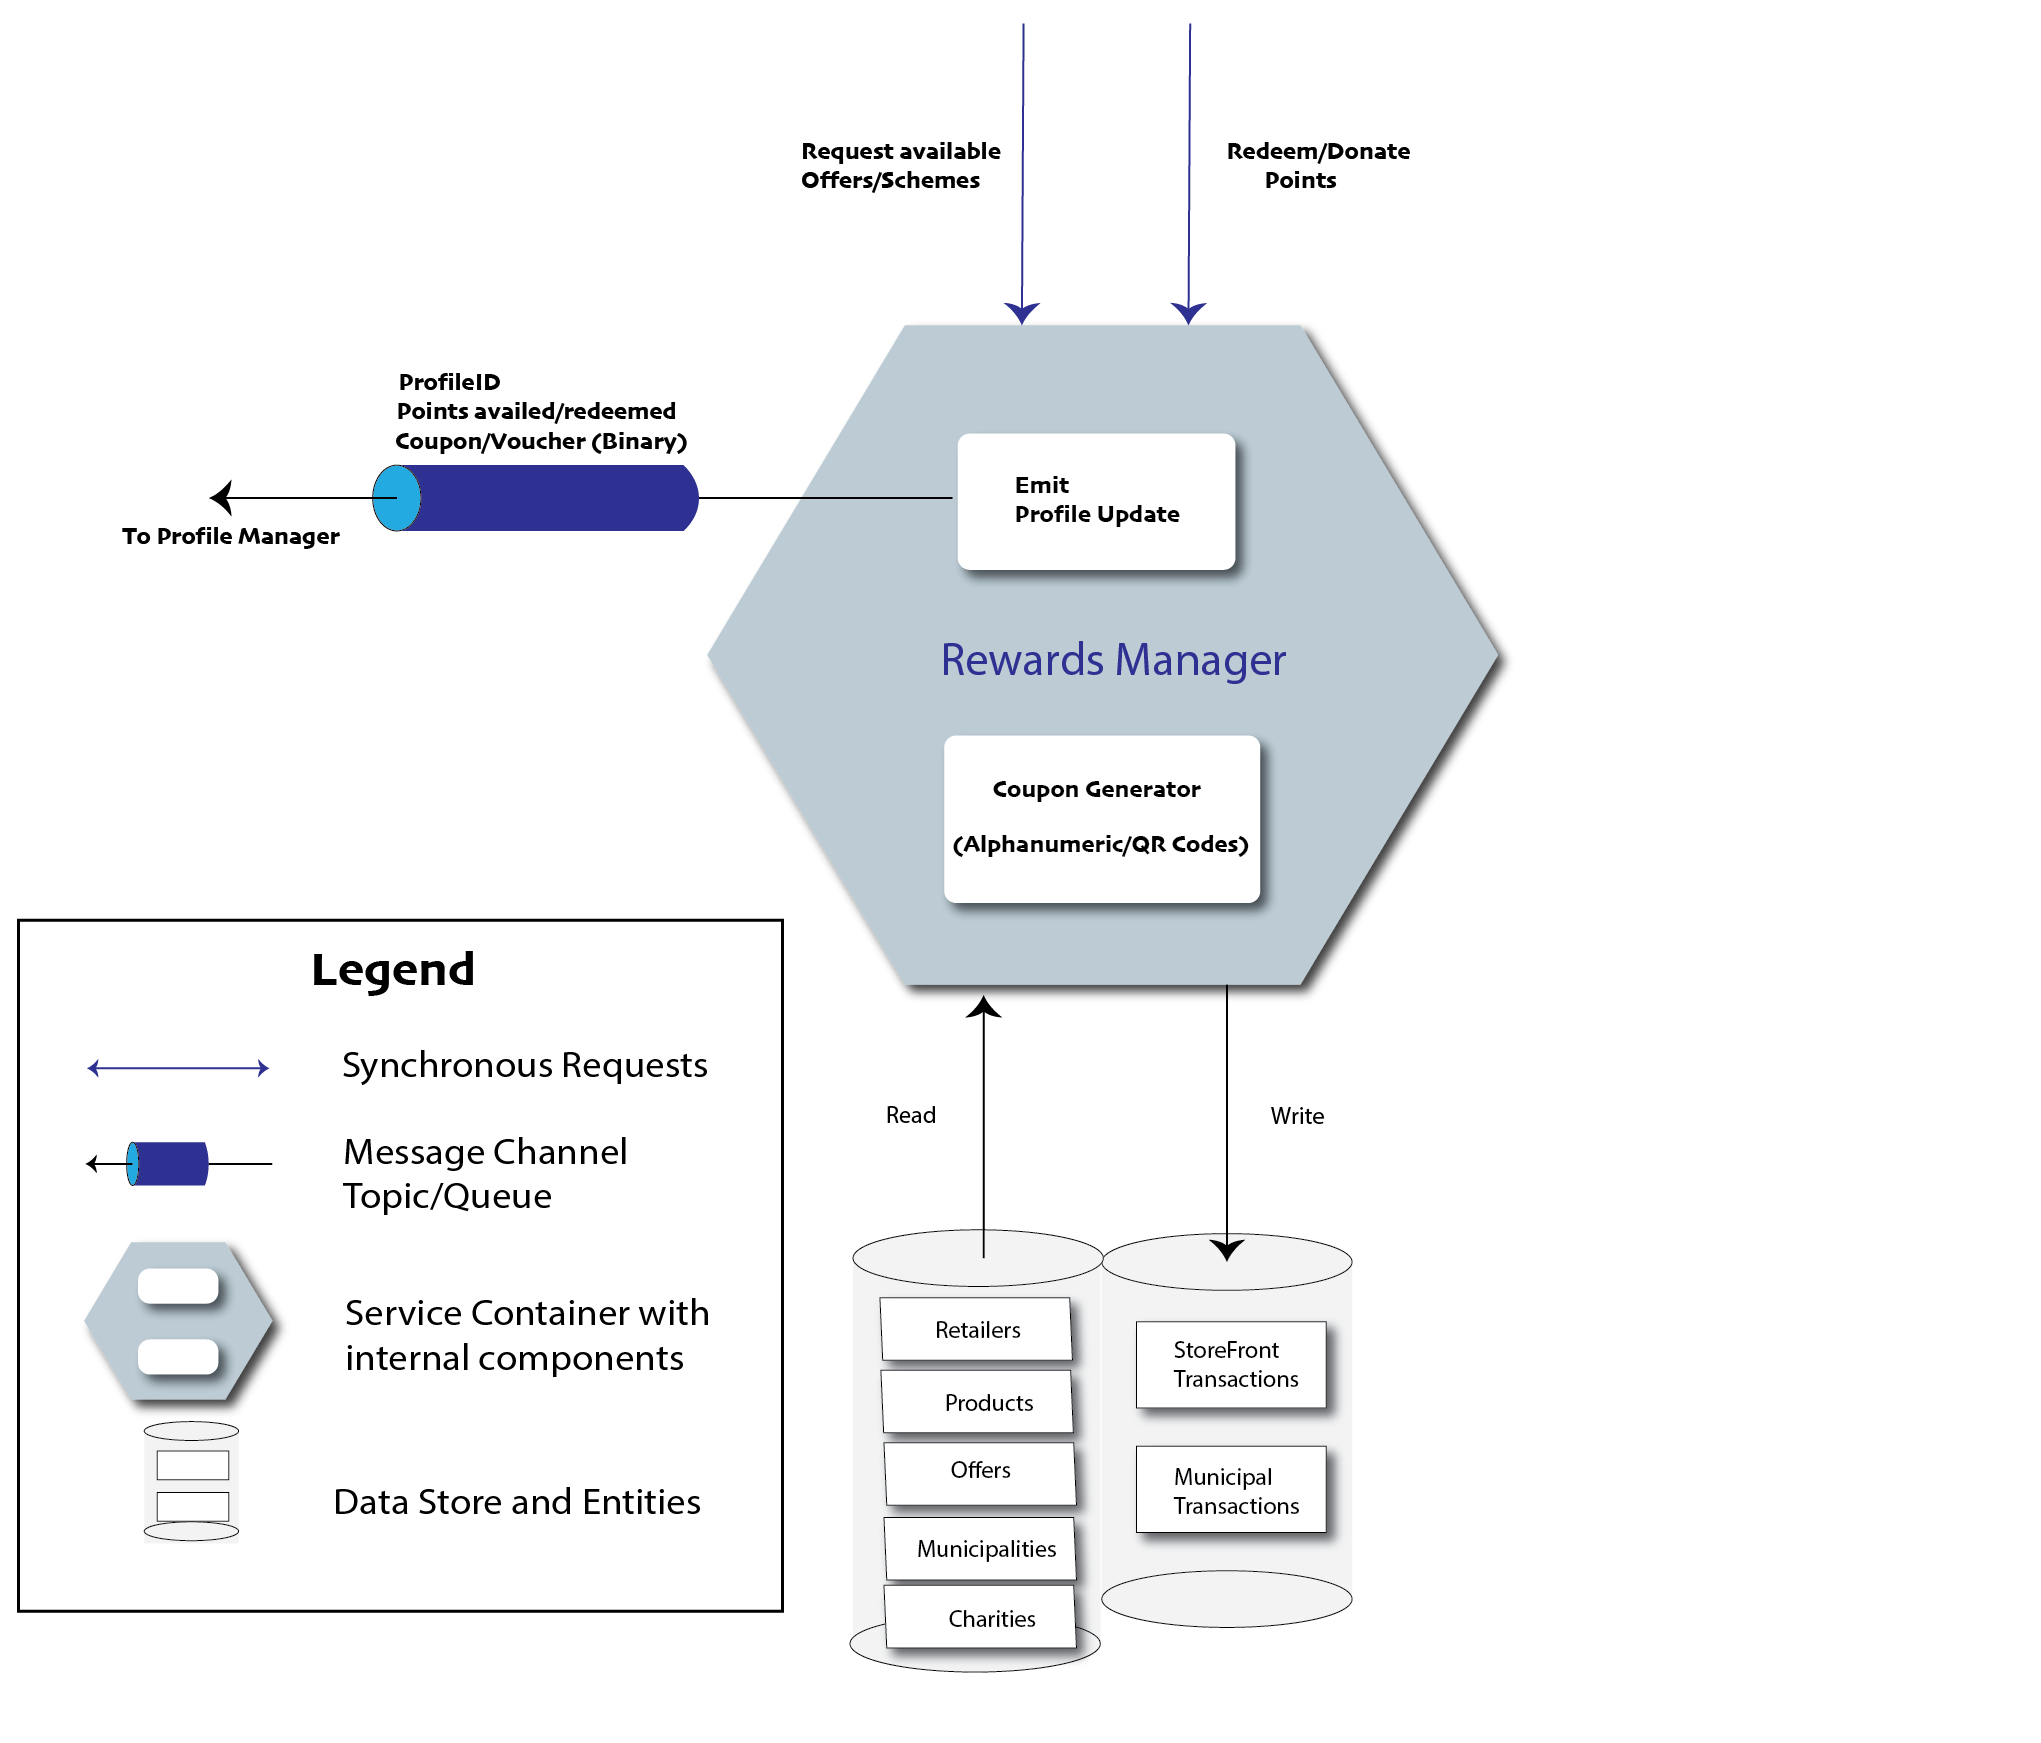 Request available
Offers/Schemes
Redeem/Donate
Points
ProfileID
Points availed/redeemed
Coupon/Voucher (Binary)
To Profile Manager
Emit
Profile Update
Rewards Manager
Coupon Generator
(Alphanumeric/QR Codes)
Legend
Synchronous Requests
Message Channel
Topic/Queue
Service Container with
internal components
Data Store and Entities
Read
Write
Retailers
Products
Offers
Municipalities
Charities
StoreFront
Transactions
Municipal
Transactions